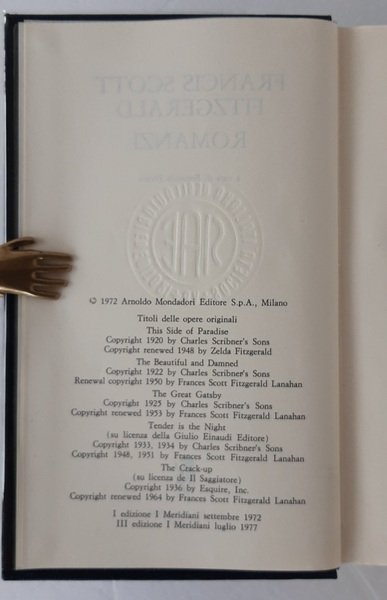 FRANCIS SCOTT
FITZGERALD
ROMANZI
© 1972 Arnoldo Mondadori Editore S.p.A., Milano
Titoli delle opere originali
This Side of Paradise
Copyright 1920 by Charles Scribner's Sons
Copyright renewed 1948 by Zelda Fitzgerald
The Beautiful and Damned
Copyright 1922 by Charles Scribner's Sons
Renewal copyright 1950 by Frances Scott Fitzgerald Lanahan
The Great Gatsby
Copyright 1925 by Charles Scribner's Sons
Copyright renewed 1953 by Frances Scott Fitzgerald Lanahan
Tender is the Night
(su licenza della Giulio Einaudi Editore)
Copyright 1933, 1934 by Charles Scribner's Sons
Copyright 1948, 1951 by Frances Scott Fitzgerald Lanahan
The Crack-up
(su licenza de Il Saggiatore)
Copyright 1936 by Esquire, Inc.
Copyright renewed 1964 by Frances Scott Fitzgerald Lanahan
I edizione I Meridiani settembre 1972
III edizione I Meridiani luglio 1977